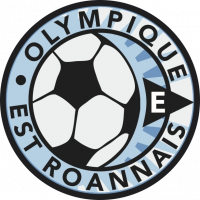 • OLYMPIQUE •
EST ROANNAIS
E